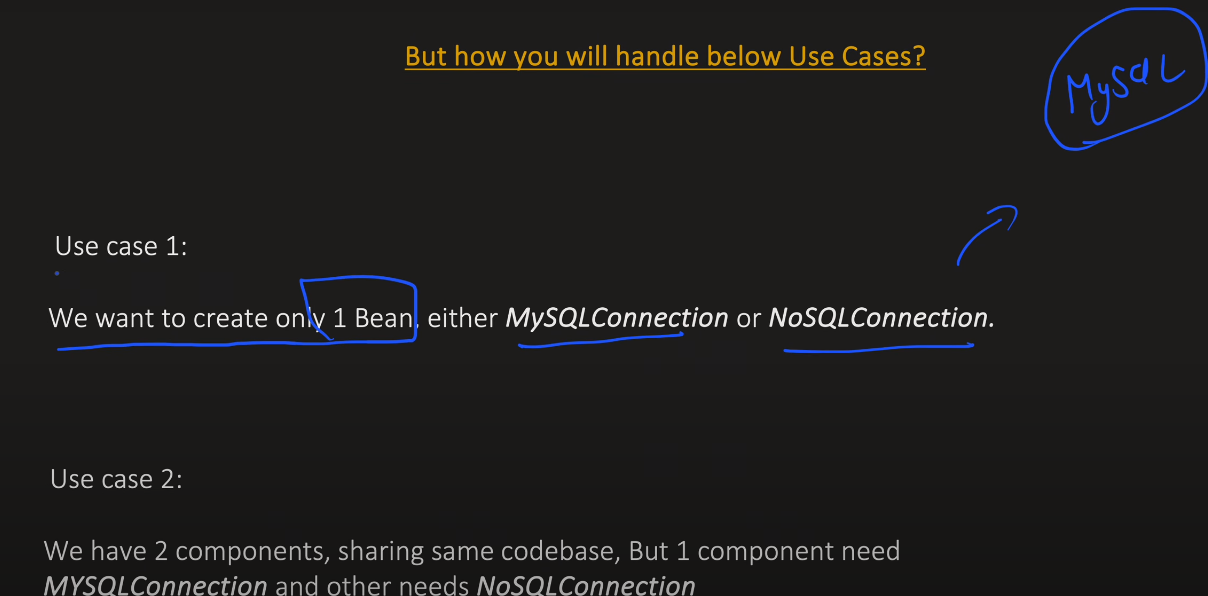 But how you will handle below Use Cases?
MySQL
Use case 1:
We want to create only 1 Bean, either MySQLConnection or NoSQLConnection.
Use case 2:
We have 2 components, sharing same codebase, But 1 component need
MYSQLConnection and other needs NoSQLConnection